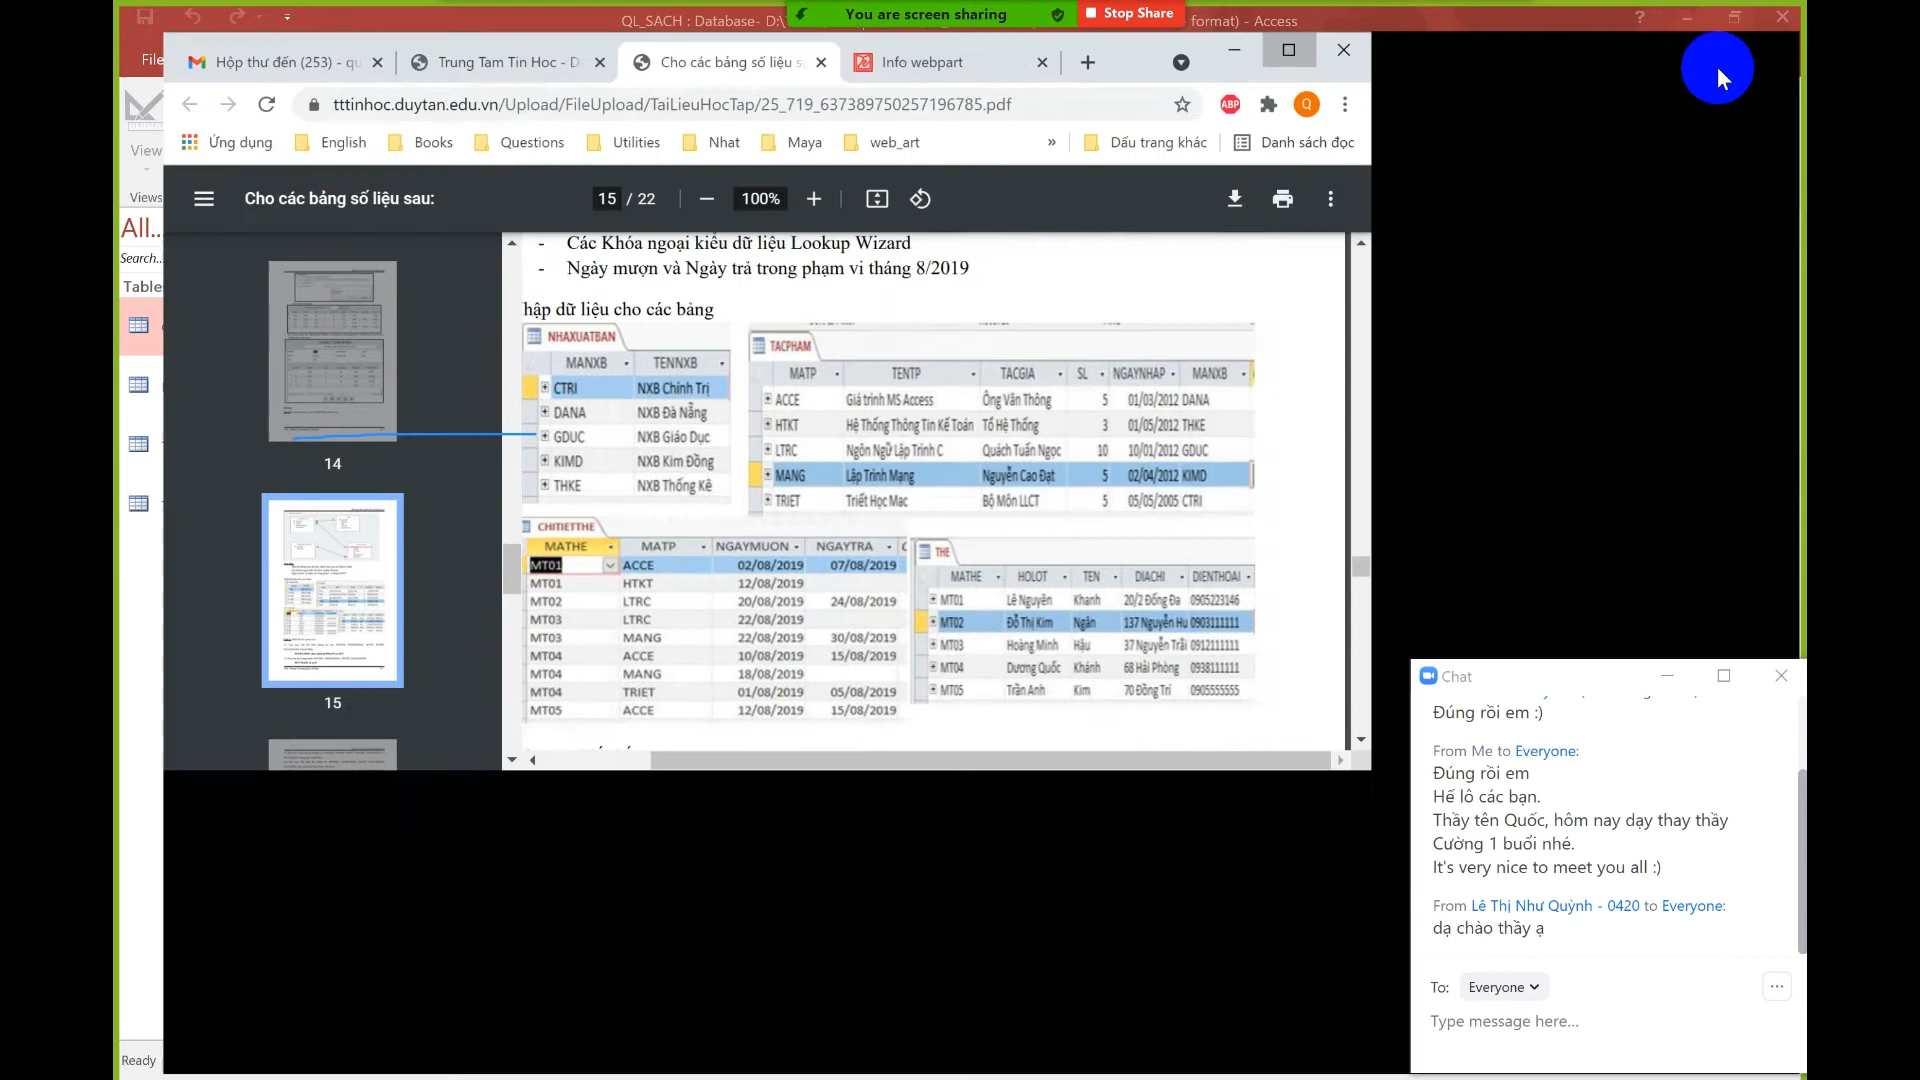 QL_SACH : Database- D:\
You are screen sharing
Stop Share
format) - Access
File
Hộp thư đến (253) - qu
Trung Tam Tin Hoc - D
Cho các bảng số liệu s
Info webpart
tttinhoc.duytan.edu.vn/Upload/FileUpload/TaiLieuHocTap/25_719_637389750257196785.pdf
ABP
Q
Ứng dụng
English
Books
Questions
Utilities
Nhat
Maya
web_art
»
Dấu trang khác
Danh sách đọc
View
Views
All...
Search...
Tables
Ready
Cho các bảng số liệu sau:
15 / 22
100%
14
15
- Các Khóa ngoại kiểu dữ liệu Lookup Wizard
- Ngày mượn và Ngày trả trong phạm vi tháng 8/2019
hập dữ liệu cho các bảng
NHAXUATBAN
MANXB TENNXB
CTRI NXB Chính Trị
DANA NXB Đà Nẵng
GDUC NXB Giáo Dục
KIMD NXB Kim Đồng
THKE NXB Thống Kê
TACPHAM
MATP TENTP TACGIA SL NGAYNHAP MANXB
ACCE Giá trình MS Access Ông Văn Thông 5 01/03/2012 DANA
HTKT Hệ Thống Thông Tin Kế Toán Tổ Hệ Thống 3 01/05/2012 THKE
LTRC Ngôn Ngữ Lập Trình C Quách Tuấn Ngọc 10 10/01/2012 GDUC
MANG Lập Trình Mạng Nguyễn Cao Đạt 5 02/04/2012 KIMD
TRIET Triết Học Mac Bộ Môn LLCT 5 05/05/2005 CTRI
CHITIETTHE
MATHE MATP NGAYMUON NGAYTRA
MT01 ACCE 02/08/2019 07/08/2019
MT01 HTKT 12/08/2019
MT02 LTRC 20/08/2019 24/08/2019
MT03 LTRC 22/08/2019
MT03 MANG 22/08/2019 30/08/2019
MT04 ACCE 10/08/2019 15/08/2019
MT04 MANG 18/08/2019
MT04 TRIET 01/08/2019 05/08/2019
MT05 ACCE 12/08/2019 15/08/2019
THE
MATHE HOLOT TEN DIACHI DIENTHOAI
MT01 Lê Nguyên Khanh 20/2 Đống Đa 0905223146
MT02 Đỗ Thị Kim Ngân 137 Nguyễn Hu 0903111111
MT03 Hoàng Minh Hậu 37 Nguyễn Trãi 0912111111
MT04 Dương Quốc Khánh 68 Hải Phòng 0938111111
MT05 Trần Anh Kim 70 Đồng Trí 0905555555
Chat
Đúng rồi em :)
From Me to Everyone:
Đúng rồi em
Hế lô các bạn.
Thầy tên Quốc, hôm nay dạy thay thầy
Cường 1 buổi nhé.
It's very nice to meet you all :)
From Lê Thị Như Quỳnh - 0420 to Everyone:
dạ chào thầy ạ
To: Everyone
Type message here...